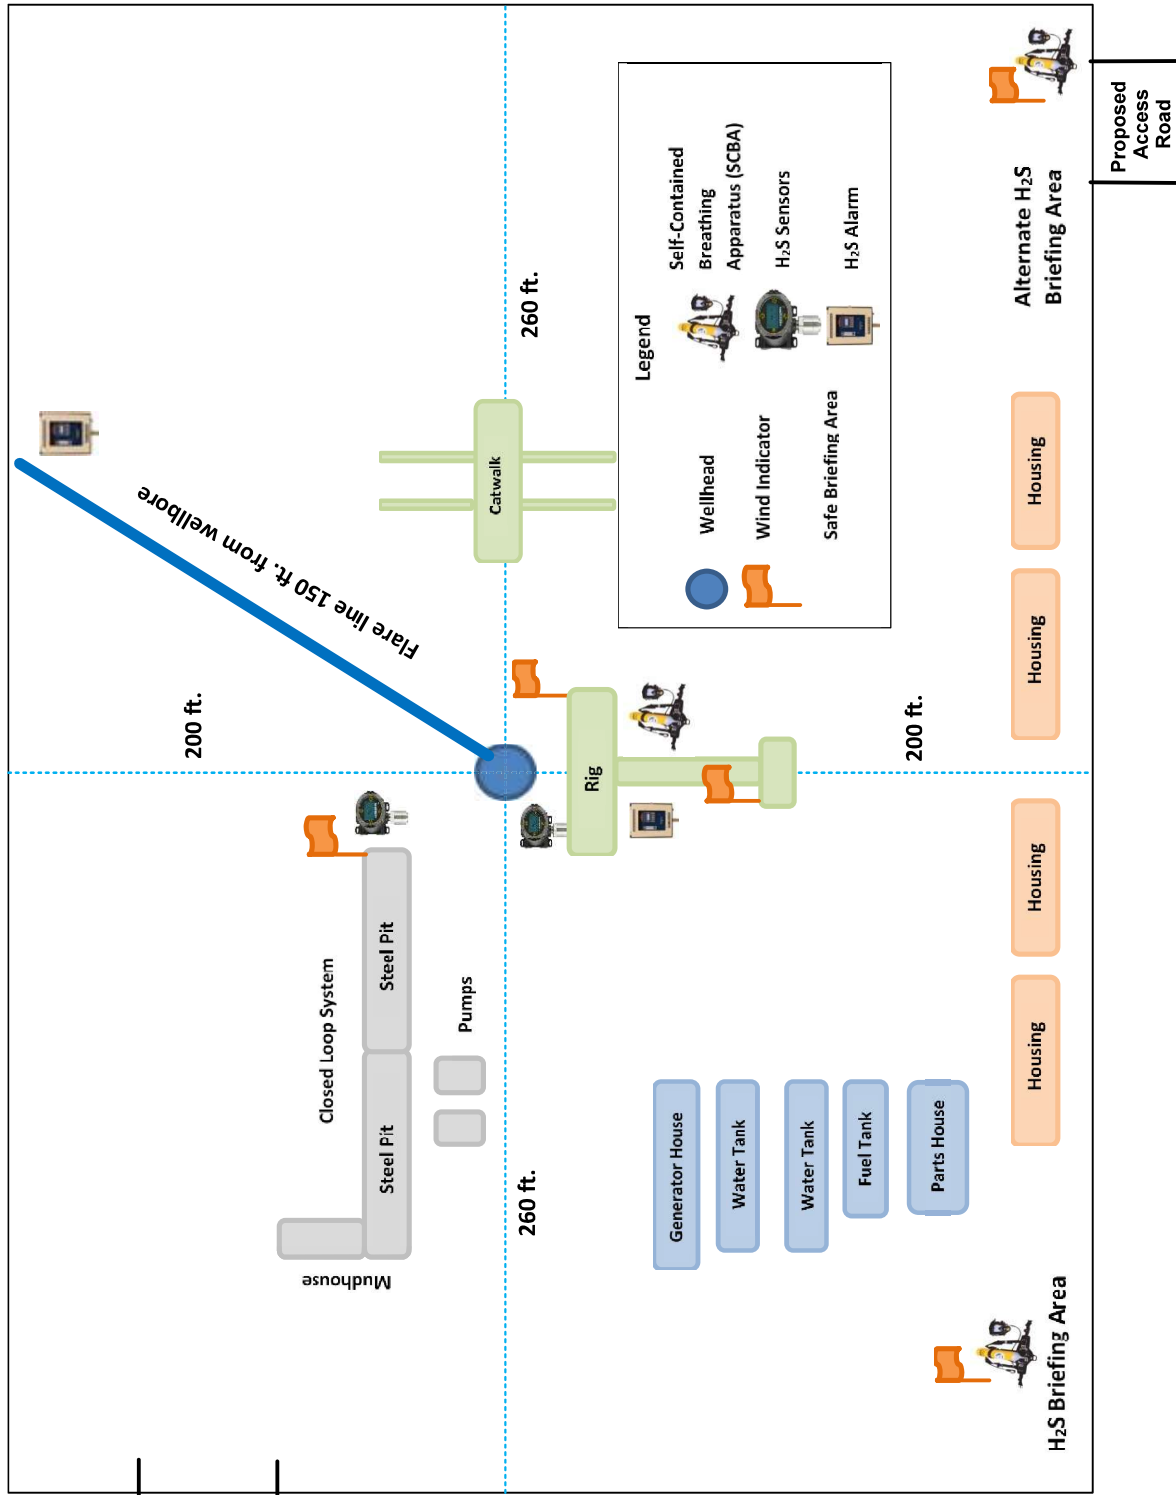 Proposed
Access
Road
Alternate H₂S
Briefing Area
260 ft.
Flare line 150 ft. from wellbore
Catwalk
Legend
Self-Contained
Breathing
Apparatus (SCBA)
H₂S Sensors
H₂S Alarm
Wellhead
Wind Indicator
Safe Briefing Area
Housing
Housing
200 ft.
200 ft.
Rig
Housing
Housing
Closed Loop System
Steel Pit
Steel Pit
Pumps
Mudhouse
260 ft.
Generator House
Water Tank
Water Tank
Fuel Tank
Parts House
H₂S Briefing Area